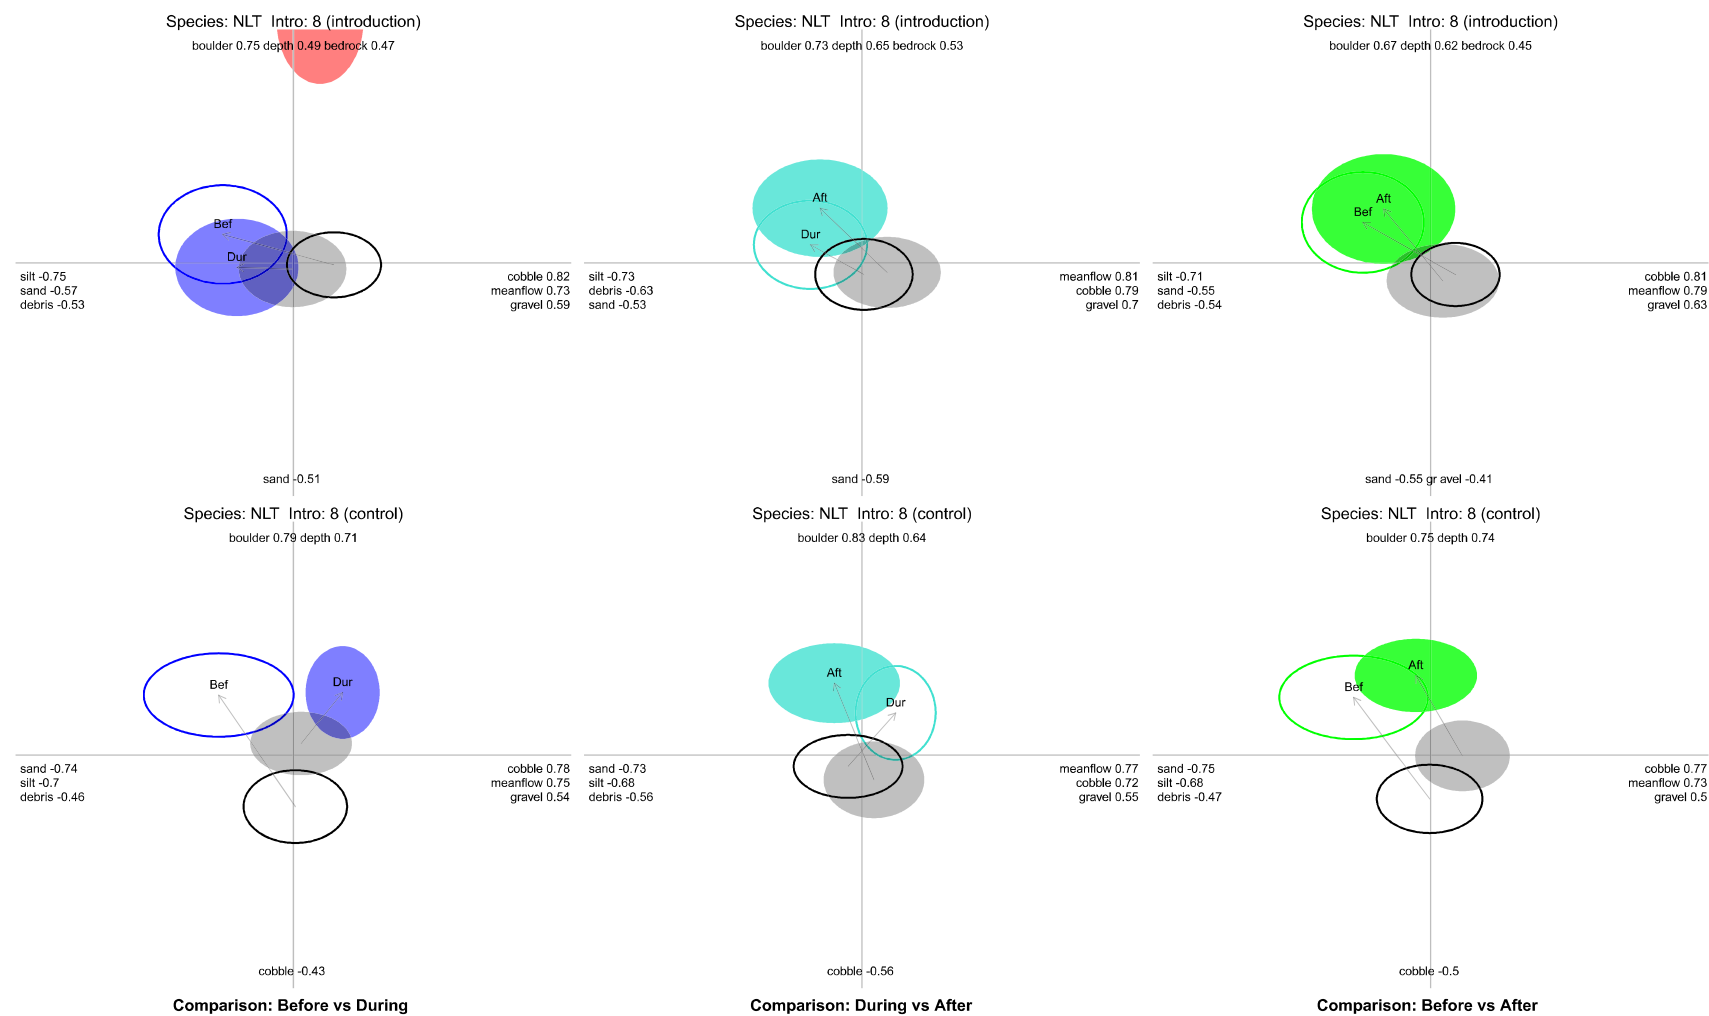 Species: NLT  Intro: 8 (introduction)
boulder 0.75 depth 0.49 bedrock 0.47
Bef
Dur
silt -0.75
sand -0.57
debris -0.53
cobble 0.82
meanflow 0.73
gravel 0.59
sand -0.51
Species: NLT  Intro: 8 (introduction)
boulder 0.73 depth 0.65 bedrock 0.53
Aft
Dur
silt -0.73
debris -0.63
sand -0.53
meanflow 0.81
cobble 0.79
gravel 0.7
sand -0.59
Species: NLT  Intro: 8 (introduction)
boulder 0.67 depth 0.62 bedrock 0.45
Aft
Bef
silt -0.71
sand -0.55
debris -0.54
cobble 0.81
meanflow 0.79
gravel 0.63
sand -0.55 gr avel -0.41
Species: NLT  Intro: 8 (control)
boulder 0.79 depth 0.71
Bef
Dur
sand -0.74
silt -0.7
debris -0.46
cobble 0.78
meanflow 0.75
gravel 0.54
cobble -0.43
Comparison: Before vs During
Species: NLT  Intro: 8 (control)
boulder 0.83 depth 0.64
Aft
Dur
sand -0.73
silt -0.68
debris -0.56
meanflow 0.77
cobble 0.72
gravel 0.55
cobble -0.56
Comparison: During vs After
Species: NLT  Intro: 8 (control)
boulder 0.75 depth 0.74
Aft
Bef
sand -0.75
silt -0.68
debris -0.47
cobble 0.77
meanflow 0.73
gravel 0.5
cobble -0.5
Comparison: Before vs After